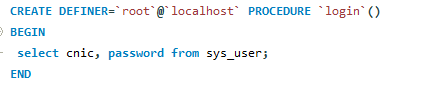 CREATE DEFINER=`root`@`localhost` PROCEDURE `login`()
BEGIN
select cnic, password from sys_user;
END